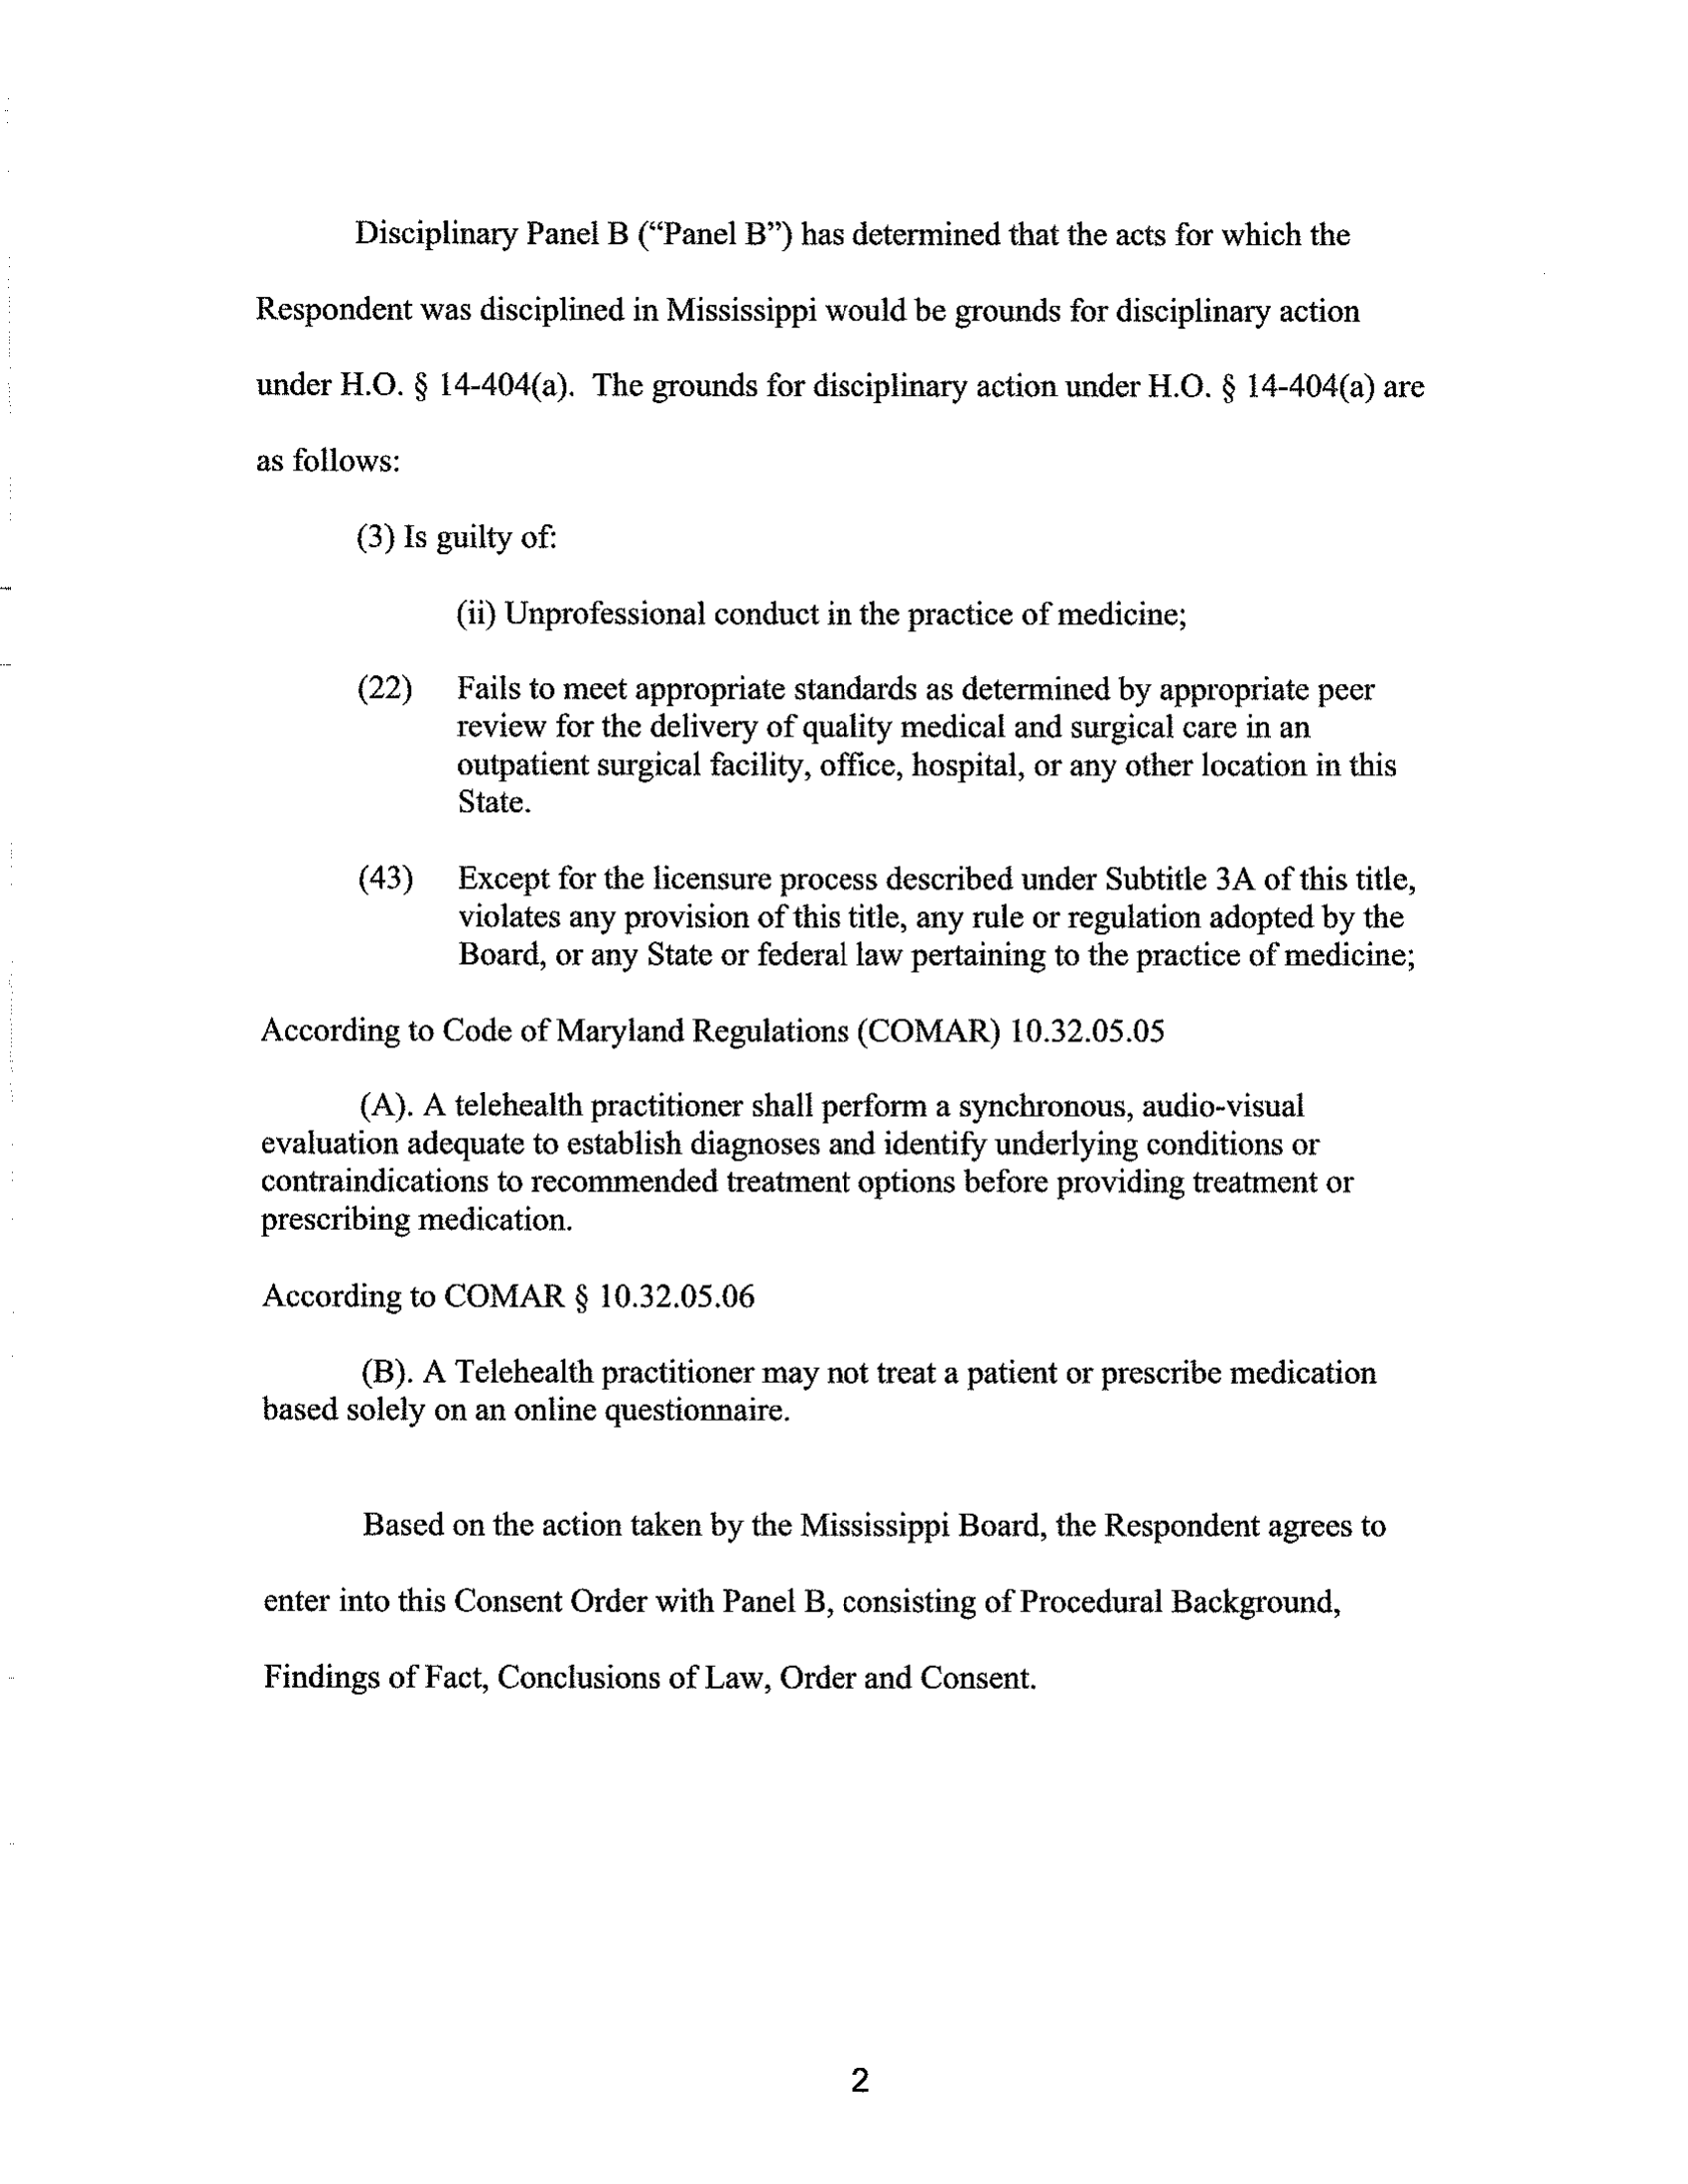 Disciplinary Panel B (“Panel B”) has determined that the acts for which the
Respondent was disciplined in Mississippi would be grounds for disciplinary action
under H.O. § 14-404(a). The grounds for disciplinary action under H.O. § 14-404(a) are
as follows:
(3) Is guilty of:
(ii) Unprofessional conduct in the practice of medicine;
(22) Fails to meet appropriate standards as determined by appropriate peer
review for the delivery of quality medical and surgical care in an
outpatient surgical facility, office, hospital, or any other location in this
State.
(43) Except for the licensure process described under Subtitle 3A of this title,
violates any provision of this title, any rule or regulation adopted by the
Board, or any State or federal law pertaining to the practice of medicine;
According to Code of Maryland Regulations (COMAR) 10.32.05.05
(A). A telehealth practitioner shall perform a synchronous, audio-visual
evaluation adequate to establish diagnoses and identify underlying conditions or
contraindications to recommended treatment options before providing treatment or
prescribing medication.
According to COMAR § 10.32.05.06
(B). A Telehealth practitioner may not treat a patient or prescribe medication
based solely on an online questionnaire.
Based on the action taken by the Mississippi Board, the Respondent agrees to
enter into this Consent Order with Panel B, consisting of Procedural Background,
Findings of Fact, Conclusions of Law, Order and Consent.
2